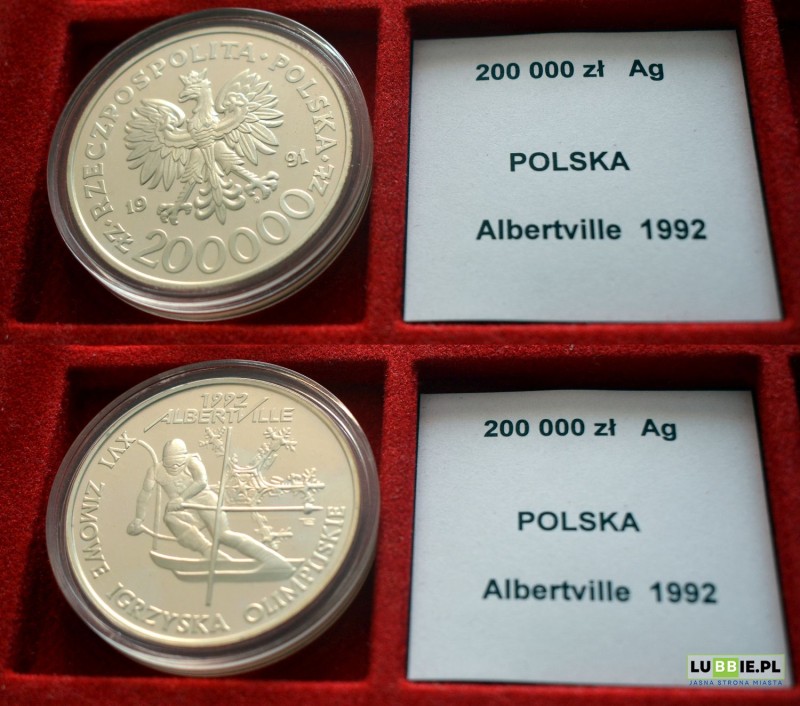 RZECZPOSPOLITA · POLSKA
19 91
zł 200000 zł
200 000 zł Ag
POLSKA
Albertville 1992
1992
ALBERTVILLE
XVI ZIMOWE IGRZYSKA OLIMPIJSKIE
200 000 zł Ag
POLSKA
Albertville 1992
LUBBIE.PL
JASNA STRONA MIASTA